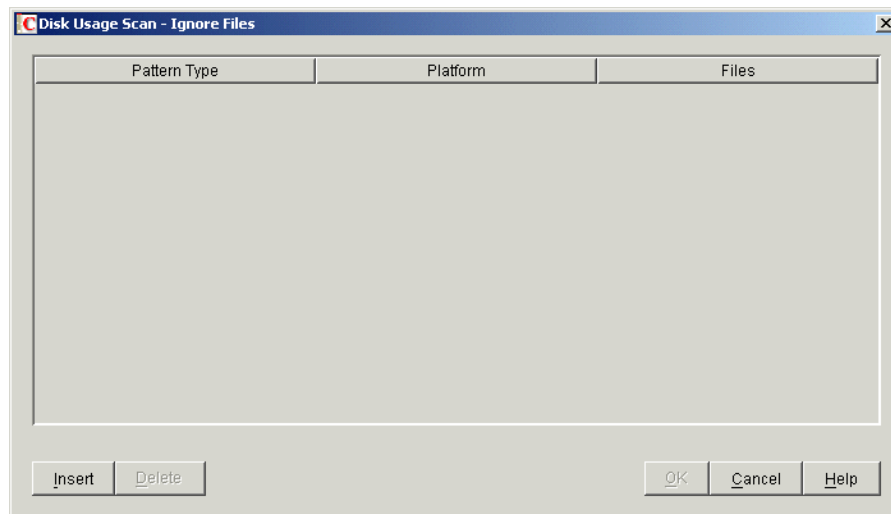 Disk Usage Scan - Ignore Files
Pattern Type Platform Files
Insert Delete OK Cancel Help